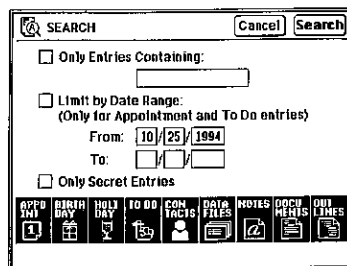 SEARCH Cancel Search
Only Entries Containing:
Limit by Date Range:
(Only for Appointment and To Do entries)
From: 10/25/1994
To: / /
Only Secret Entries
APPO BIRTH HOLI TO DO CON DATA NOTES DOCU OUT
INT DAY DAY TACTS FILES MENTS LINES
1 a